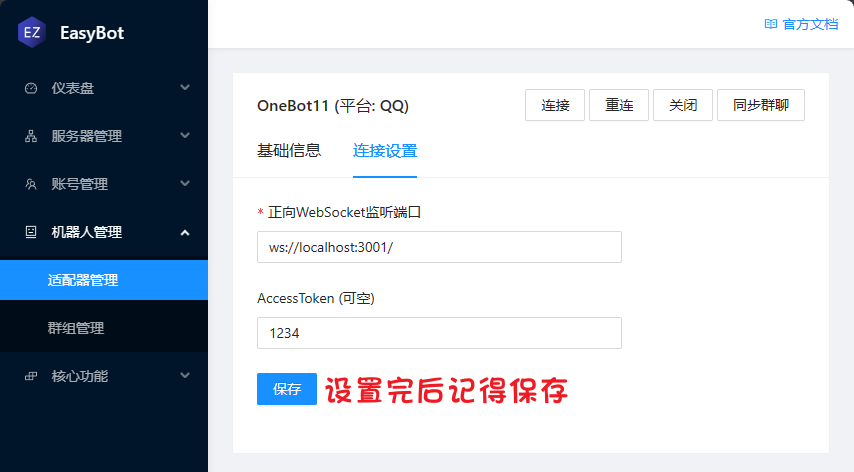 EZ EasyBot
仪表盘
服务器管理
账号管理
机器人管理
适配器管理
群组管理
核心功能
官方文档
OneBot11 (平台: QQ)
连接 重连 关闭 同步群聊
基础信息 连接设置
* 正向WebSocket监听端口
ws://localhost:3001/
AccessToken (可空)
1234
保存 设置完后记得保存